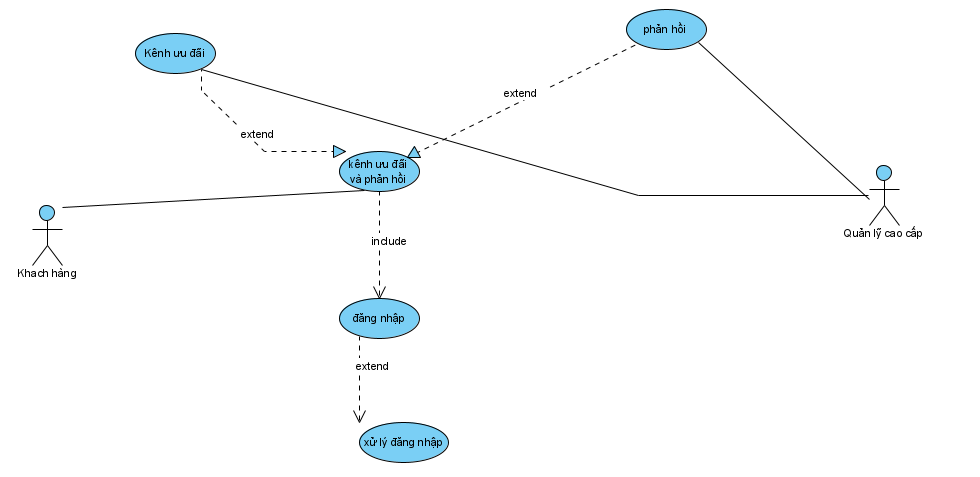 phản hồi
Kênh ưu đãi
extend
extend
kênh ưu đãi
và phản hồi
Quản lý cao cấp
include
Khach hàng
đăng nhập
extend
xử lý đăng nhập